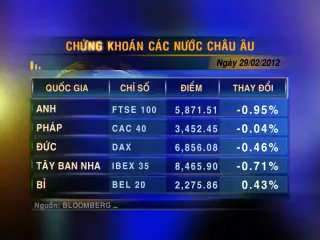 CHỨNG KHOÁN CÁC NƯỚC CHÂU ÂU
Ngày 29/02/2012
QUỐC GIA CHỈ SỐ ĐIỂM THAY ĐỔI
ANH FTSE 100 5,871.51 -0.95%
PHÁP CAC 40 3,452.45 -0.04%
ĐỨC DAX 6,856.08 -0.46%
TÂY BAN NHA IBEX 35 8,465.90 -0.71%
BỈ BEL 20 2,275.86 0.43%
Nguồn: BLOOMBERG